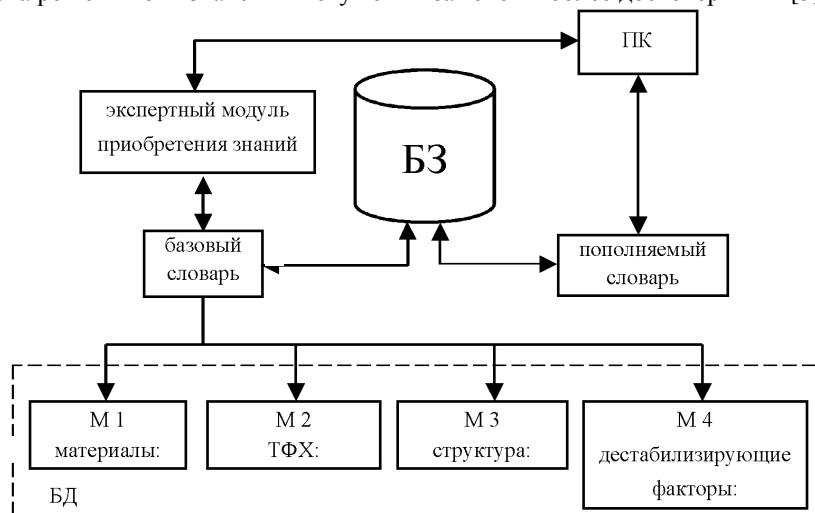 ПК
экспертный модуль
приобретения знаний
БЗ
базовый
словарь
пополняемый
словарь
М 1
материалы:
М 2
ТФХ:
М 3
структура:
М 4
дестабилизирующие
факторы:
БД